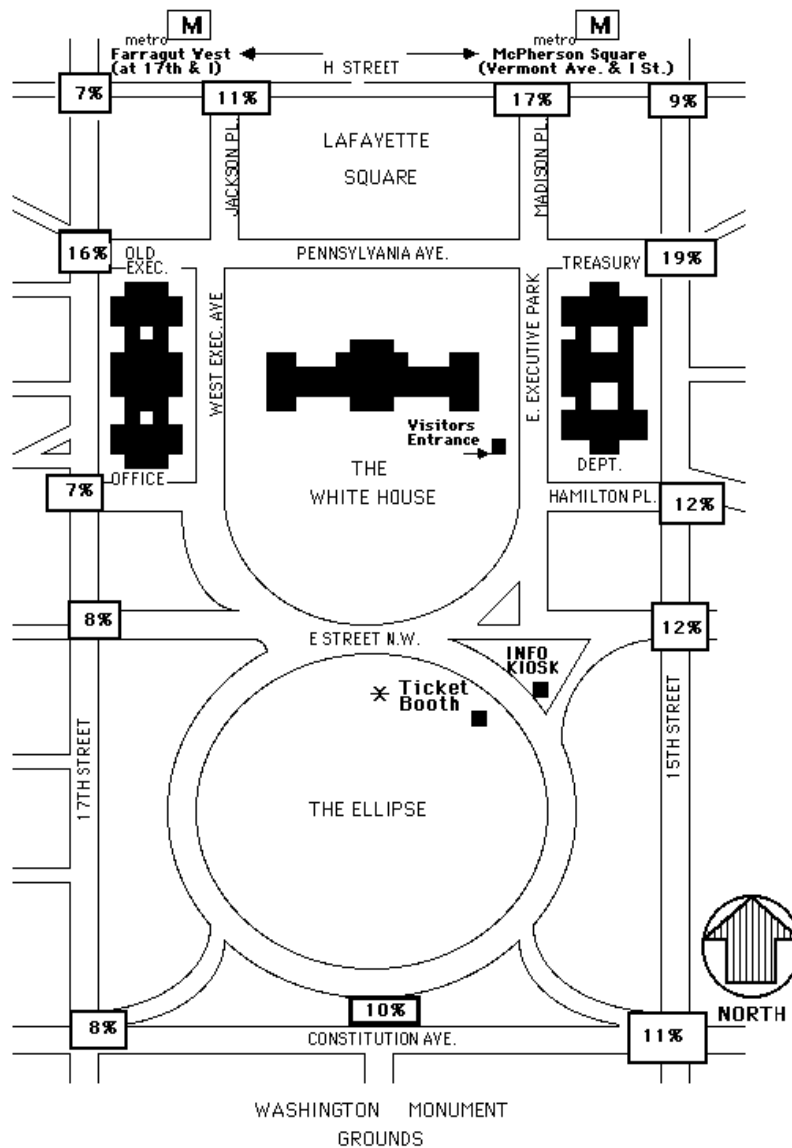 M M
metro metro
Farragut West McPherson Square
(at 17th & I) (Vermont Ave. & I St.)
H STREET
7% 11% 17% 9%
JACKSON PL. MADISON PL.
LAFAYETTE
SQUARE
16% 19%
OLD
EXEC.
PENNSYLVANIA AVE.
TREASURY
WEST EXEC. AVE
E. EXECUTIVE PARK
Visitors
Entrance
OFFICE
DEPT.
THE
WHITE HOUSE
7%
HAMILTON PL.
12%
8%
E STREET N.W.
12%
INFO
KIOSK
Ticket
Booth
17TH STREET
15TH STREET
THE ELLIPSE
NORTH
10%
8%
11%
CONSTITUTION AVE.
WASHINGTON MONUMENT
GROUNDS